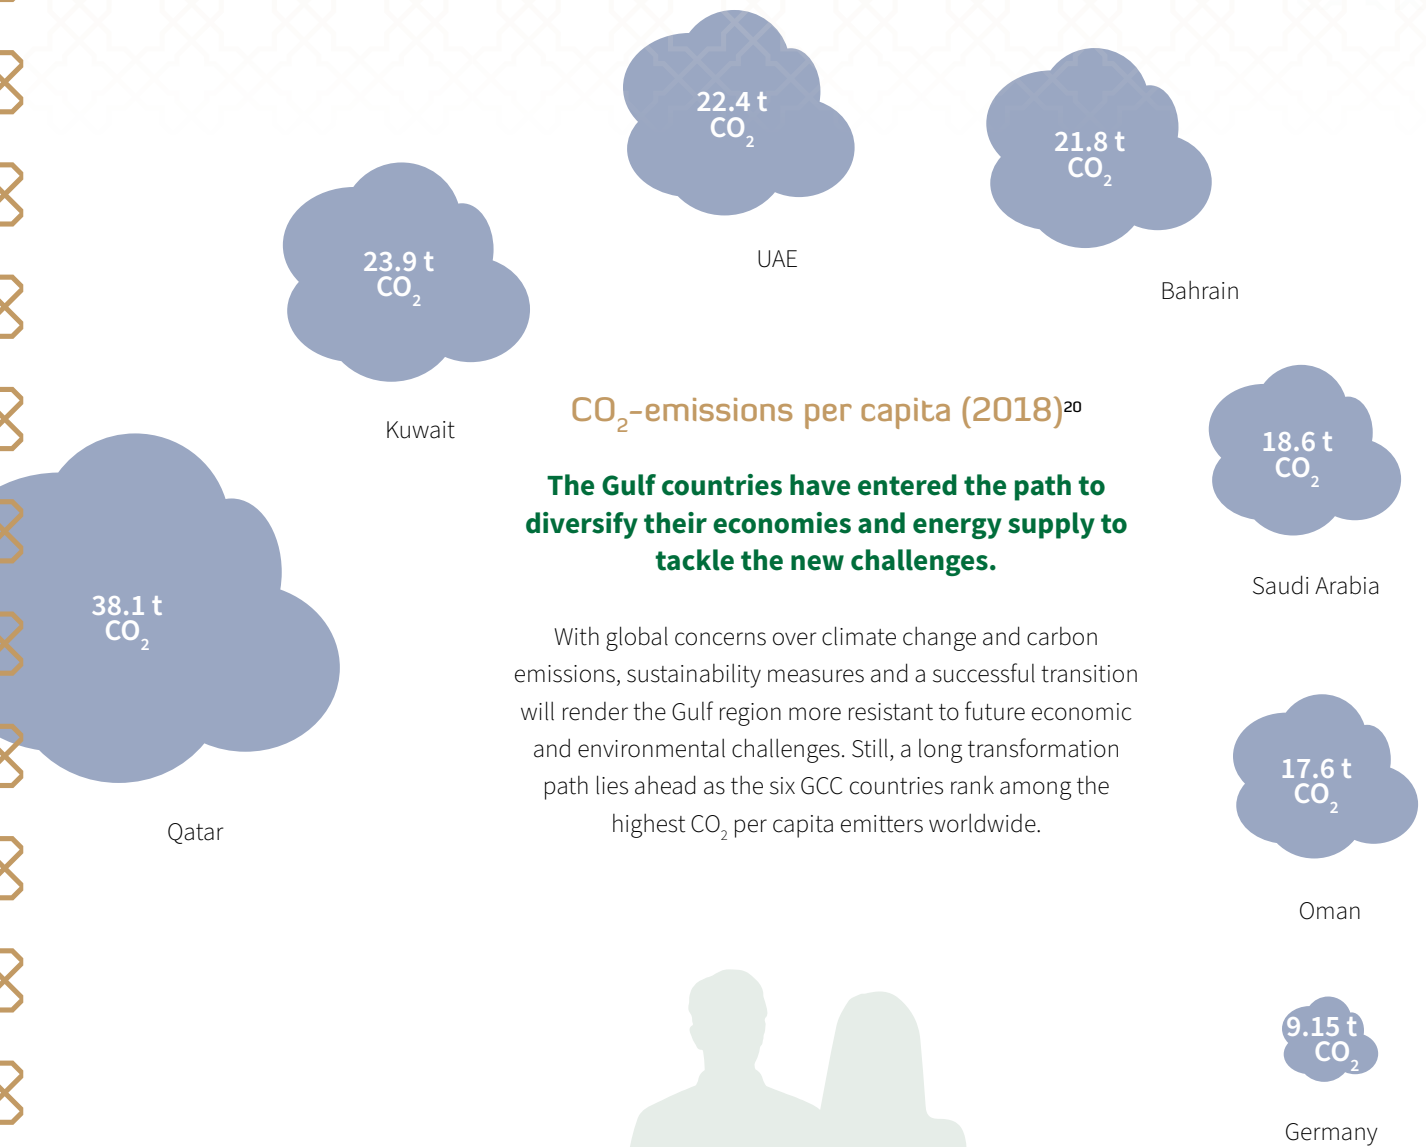 22.4 t
CO₂
UAE
21.8 t
CO₂
Bahrain
23.9 t
CO₂
Kuwait
CO₂-emissions per capita (2018)²⁰
The Gulf countries have entered the path to
diversify their economies and energy supply to
tackle the new challenges.
With global concerns over climate change and carbon
emissions, sustainability measures and a successful transition
will render the Gulf region more resistant to future economic
and environmental challenges. Still, a long transformation
path lies ahead as the six GCC countries rank among the
highest CO₂ per capita emitters worldwide.
18.6 t
CO₂
Saudi Arabia
38.1 t
CO₂
Qatar
17.6 t
CO₂
Oman
9.15 t
CO₂
Germany